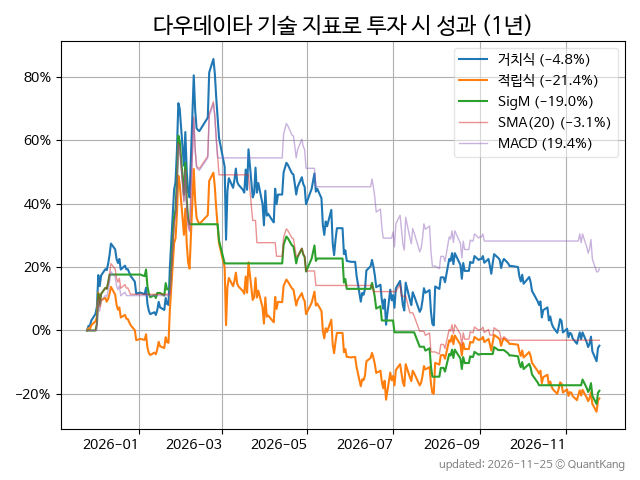 다우데이타 기술 지표로 투자 시 성과 (1년)
거치식 (−4.8%)
적립식 (−21.4%)
SigM (−19.0%)
SMA(20) (−3.1%)
MACD (19.4%)
80%
60%
40%
20%
0%
−20%
2026-01 2026-03 2026-05 2026-07 2026-09 2026-11
updated: 2026-11-25 © QuantKang